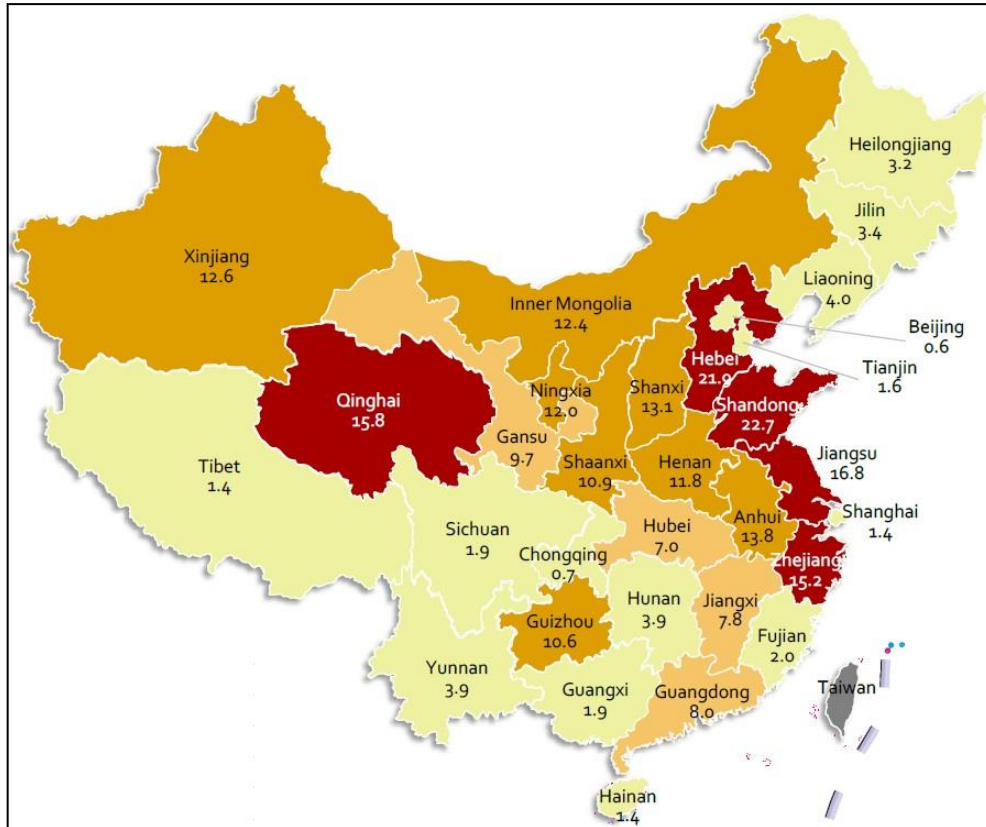 Heilongjiang
3.2
Jilin
3.4
Xinjiang
12.6
Liaoning
4.0
Inner Mongolia
12.4
Beijing
0.6
Hebei
21.9
Tianjin
1.6
Qinghai
15.8
Ningxia
12.0
Shanxi
13.1
Shandong
22.7
Gansu
9.7
Tibet
1.4
Shaanxi
10.9
Henan
11.8
Jiangsu
16.8
Shanghai
1.4
Anhui
13.8
Hubei
7.0
Sichuan
1.9
Chongqing
0.7
Zhejiang
15.2
Hunan
3.9
Jiangxi
7.8
Guizhou
10.6
Fujian
2.0
Yunnan
3.9
Guangxi
1.9
Guangdong
8.0
Taiwan
Hainan
1.4